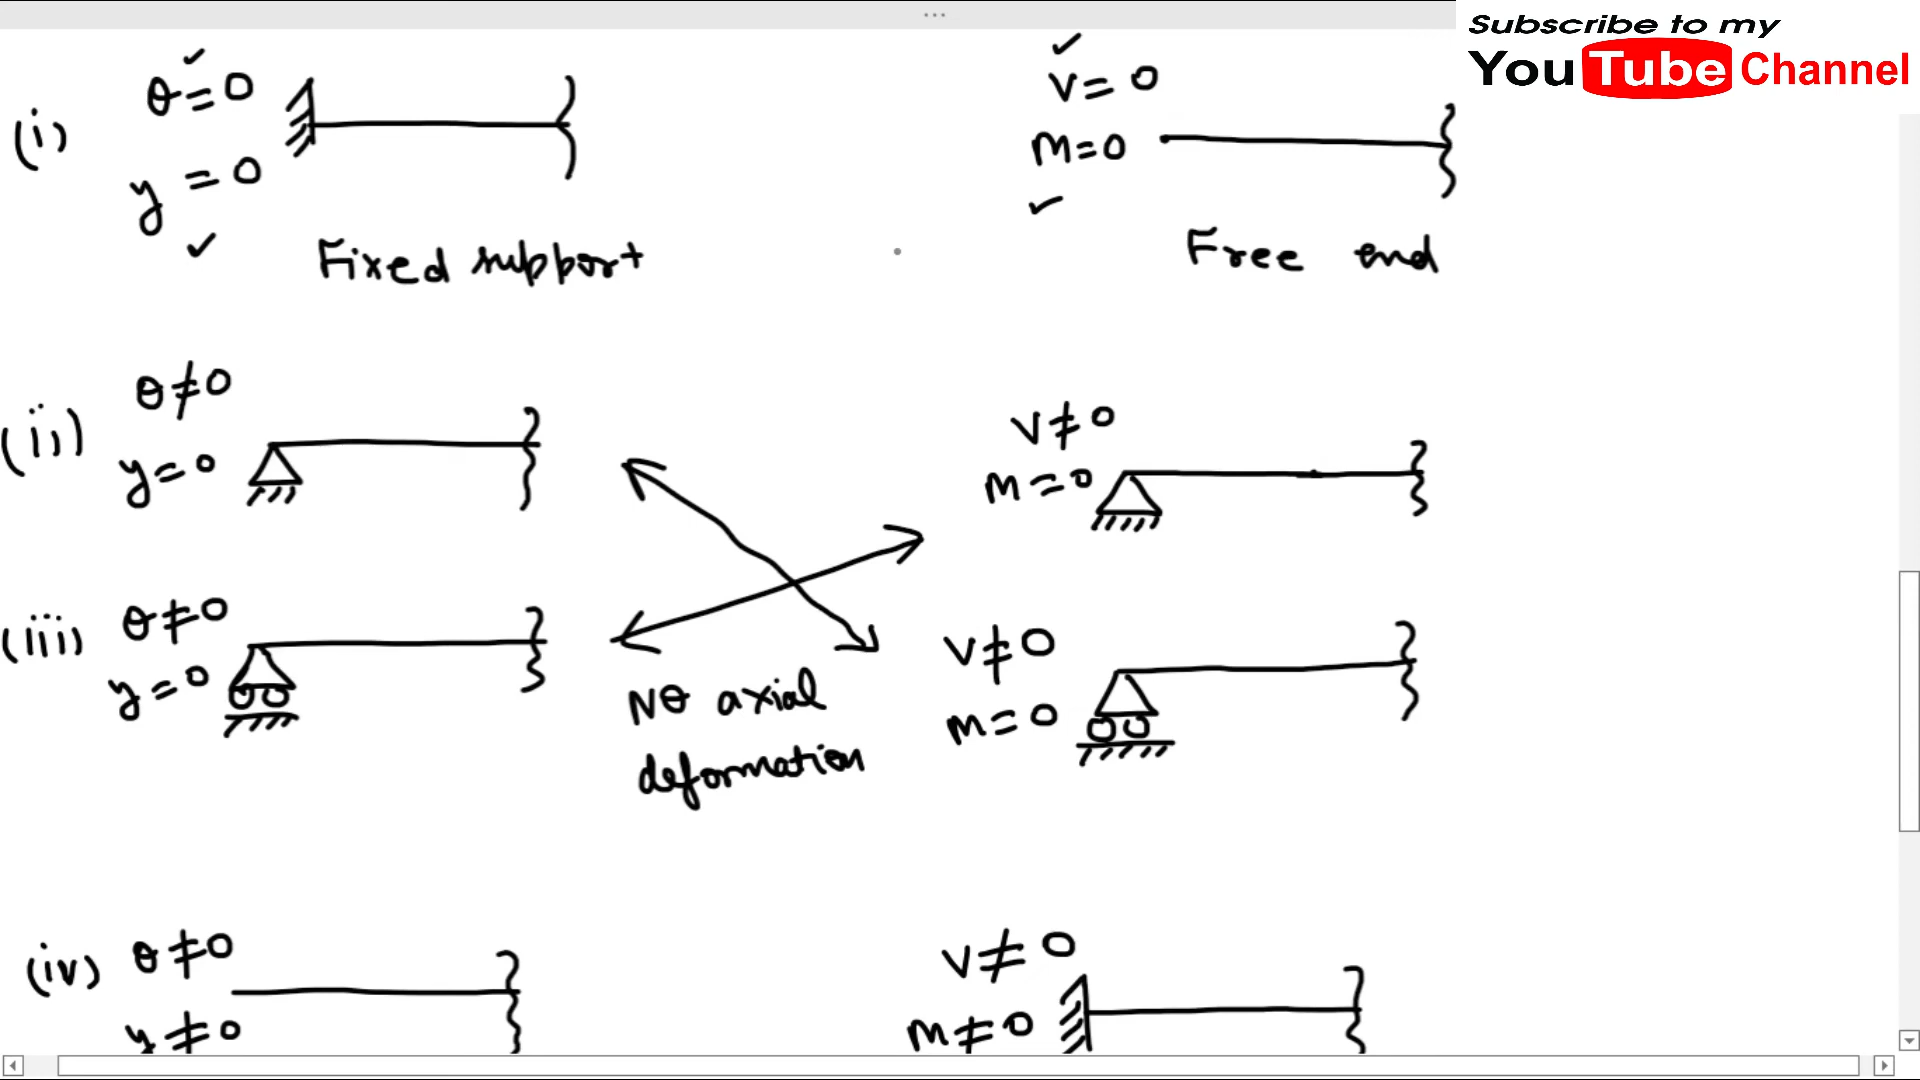 Subscribe to my
YouTube Channel
(i)
θ = 0
y = 0
Fixed support
v = 0
M = 0
Free end
(ii)
θ ≠ 0
y = 0
v ≠ 0
M = 0
(iii)
θ ≠ 0
y = 0
No axial
deformation
v ≠ 0
M = 0
(iv)
θ ≠ 0
y ≠ 0
v ≠ 0
M ≠ 0